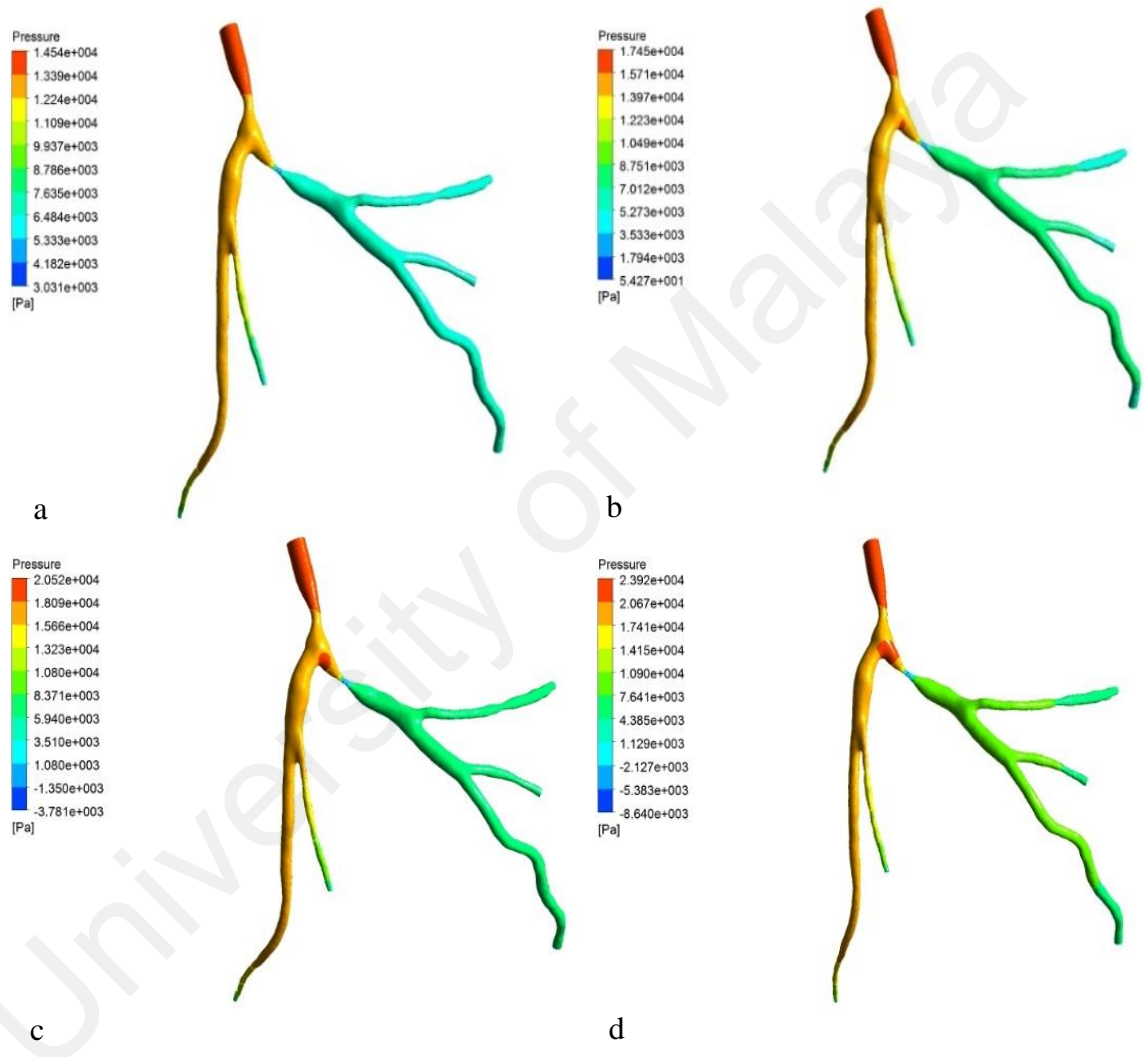 Pressure
1.454e+004
1.339e+004
1.224e+004
1.109e+004
9.937e+003
8.786e+003
7.635e+003
6.484e+003
5.333e+003
4.182e+003
3.031e+003
[Pa]
a
Pressure
1.745e+004
1.571e+004
1.397e+004
1.223e+004
1.049e+004
8.751e+003
7.012e+003
5.273e+003
3.533e+003
1.794e+003
5.427e+001
[Pa]
b
Pressure
2.052e+004
1.809e+004
1.566e+004
1.323e+004
1.080e+004
8.371e+003
5.940e+003
3.510e+003
1.080e+003
-1.350e+003
-3.781e+003
[Pa]
c
Pressure
2.392e+004
2.067e+004
1.741e+004
1.415e+004
1.090e+004
7.641e+003
4.385e+003
1.129e+003
-2.127e+003
-5.383e+003
-8.640e+003
[Pa]
d
University of Malaya